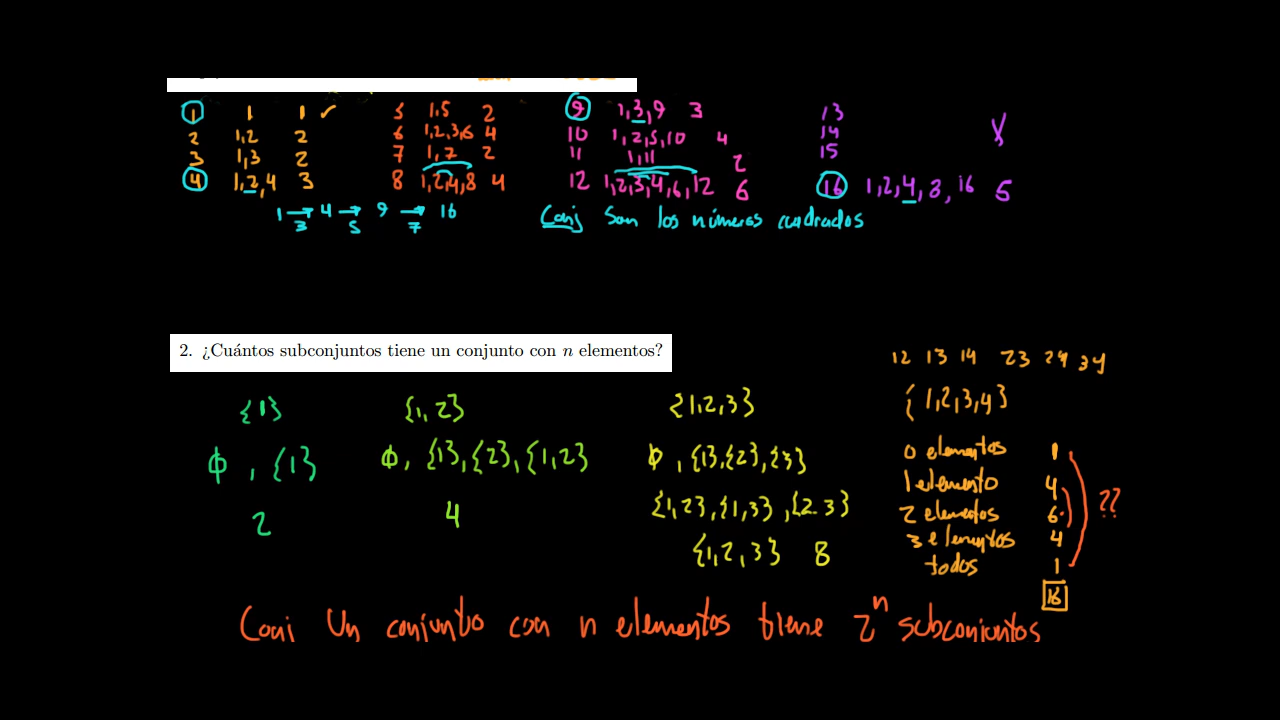 1 1 1 ✓
2 1,2 2
3 1,3 2
4 1,2,4 3
5 1,5 2
6 1,2,3,6 4
7 1,7 2
8 1,2,4,8 4
9 1,3,9 3
10 1,2,5,10 4
11 1,11 2
12 1,2,3,4,6,12 6
13
14
15
16 1,2,4,8,16 5
1 → 4 → 9 → 16
3 5 7
Conj son los números cuadrados
2. ¿Cuántos subconjuntos tiene un conjunto con n elementos?
{1}
∅, {1}
2
{1,2}
∅, {1}, {2}, {1,2}
4
{1,2,3}
∅, {1},{2},{3}
{1,2},{1,3},{2,3}
{1,2,3} 8
12 13 14 23 24 34
{1,2,3,4}
0 elementos 1
1 elemento 4
2 elementos 6
3 elementos 4
todos 1
16
??
Conj Un conjunto con n elementos tiene 2^n subconjuntos